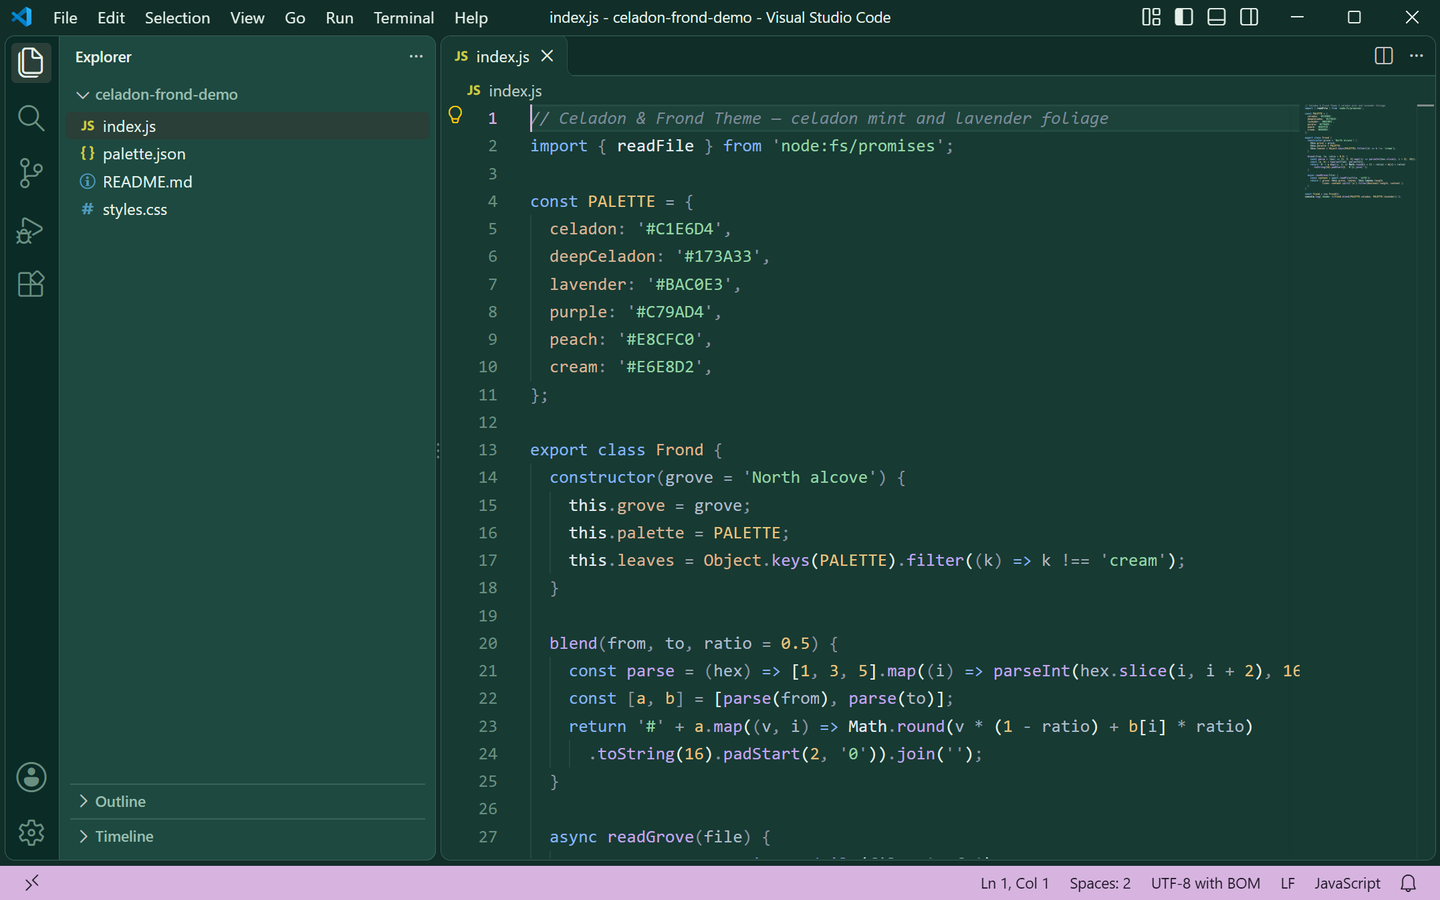 File Edit Selection View Go Run Terminal Help
index.js - celadon-frond-demo - Visual Studio Code
Explorer
celadon-frond-demo
JS index.js
{} palette.json
README.md
# styles.css
Outline
Timeline
JS index.js
JS index.js
1 // Celadon & Frond Theme — celadon mint and lavender foliage
2 import { readFile } from 'node:fs/promises';
3
4 const PALETTE = {
5 celadon: '#C1E6D4',
6 deepCeladon: '#173A33',
7 lavender: '#BAC0E3',
8 purple: '#C79AD4',
9 peach: '#E8CFC0',
10 cream: '#E6E8D2',
11 };
12
13 export class Frond {
14 constructor(grove = 'North alcove') {
15 this.grove = grove;
16 this.palette = PALETTE;
17 this.leaves = Object.keys(PALETTE).filter((k) => k !== 'cream');
18 }
19
20 blend(from, to, ratio = 0.5) {
21 const parse = (hex) => [1, 3, 5].map((i) => parseInt(hex.slice(i, i + 2), 16
22 const [a, b] = [parse(from), parse(to)];
23 return '#' + a.map((v, i) => Math.round(v * (1 - ratio) + b[i] * ratio)
24 .toString(16).padStart(2, '0')).join('');
25 }
26
27 async readGrove(file) {
Ln 1, Col 1 Spaces: 2 UTF-8 with BOM LF JavaScript